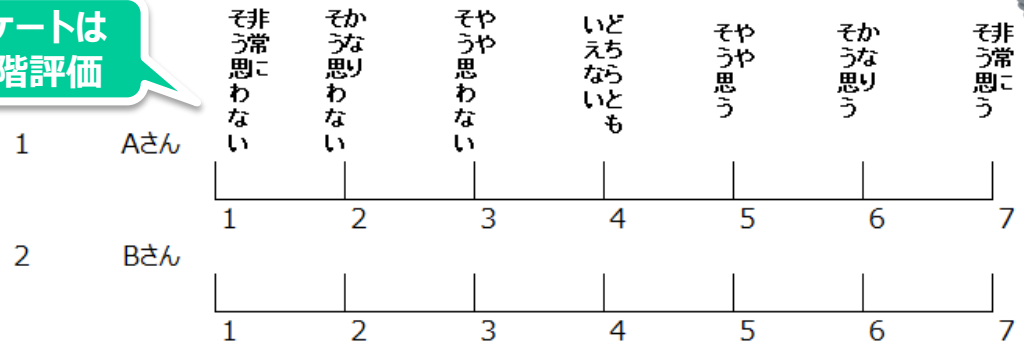 ケートは
階評価
非常に
そう思わない
かなり
そう思わない
やや
そう思わない
どちらとも
いえない
やや
そう思う
かなり
そう思う
非常に
そう思う
1 Aさん
1 2 3 4 5 6 7
2 Bさん
1 2 3 4 5 6 7